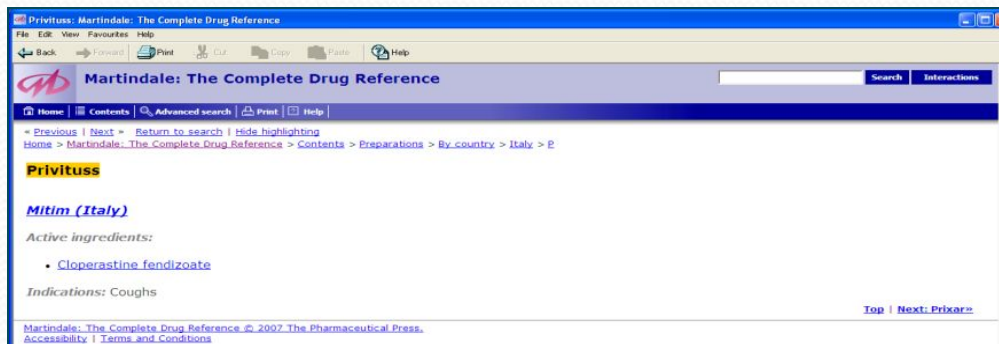 Privituss: Martindale: The Complete Drug Reference
File Edit View Favourites Help
Back Forward Print Cut Copy Paste Help
Martindale: The Complete Drug Reference Search Interactions
Home | Contents | Advanced search | Print | Help |
« Previous | Next » Return to search | Hide highlighting
Home > Martindale: The Complete Drug Reference > Contents > Preparations > By country > Italy > P
Privituss
Mitim (Italy)
Active ingredients:
• Cloperastine fendizoate
Indications: Coughs
Top | Next: Prixar»
Martindale: The Complete Drug Reference © 2007 The Pharmaceutical Press.
Accessibility | Terms and Conditions